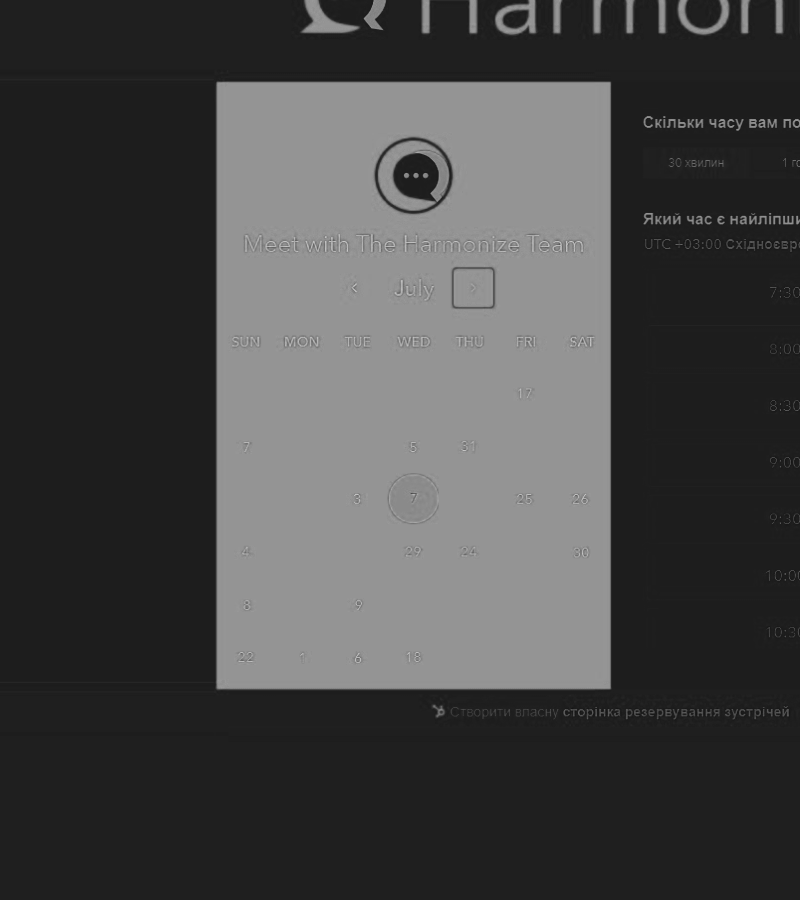 Harmon
Meet with The Harmonize Team
July
SUN MON TUE WED THU FRI SAT
17
7 5 31
3 7 25 26
4 29 24 30
8 9
22 1 6 18
Скільки часу вам по
30 хвилин 1 го
Який час є найліпши
UTC +03:00 Східноєвро
7:30
8:00
8:30
9:00
9:30
10:00
10:30
Створити власну сторінка резервування зустрічей